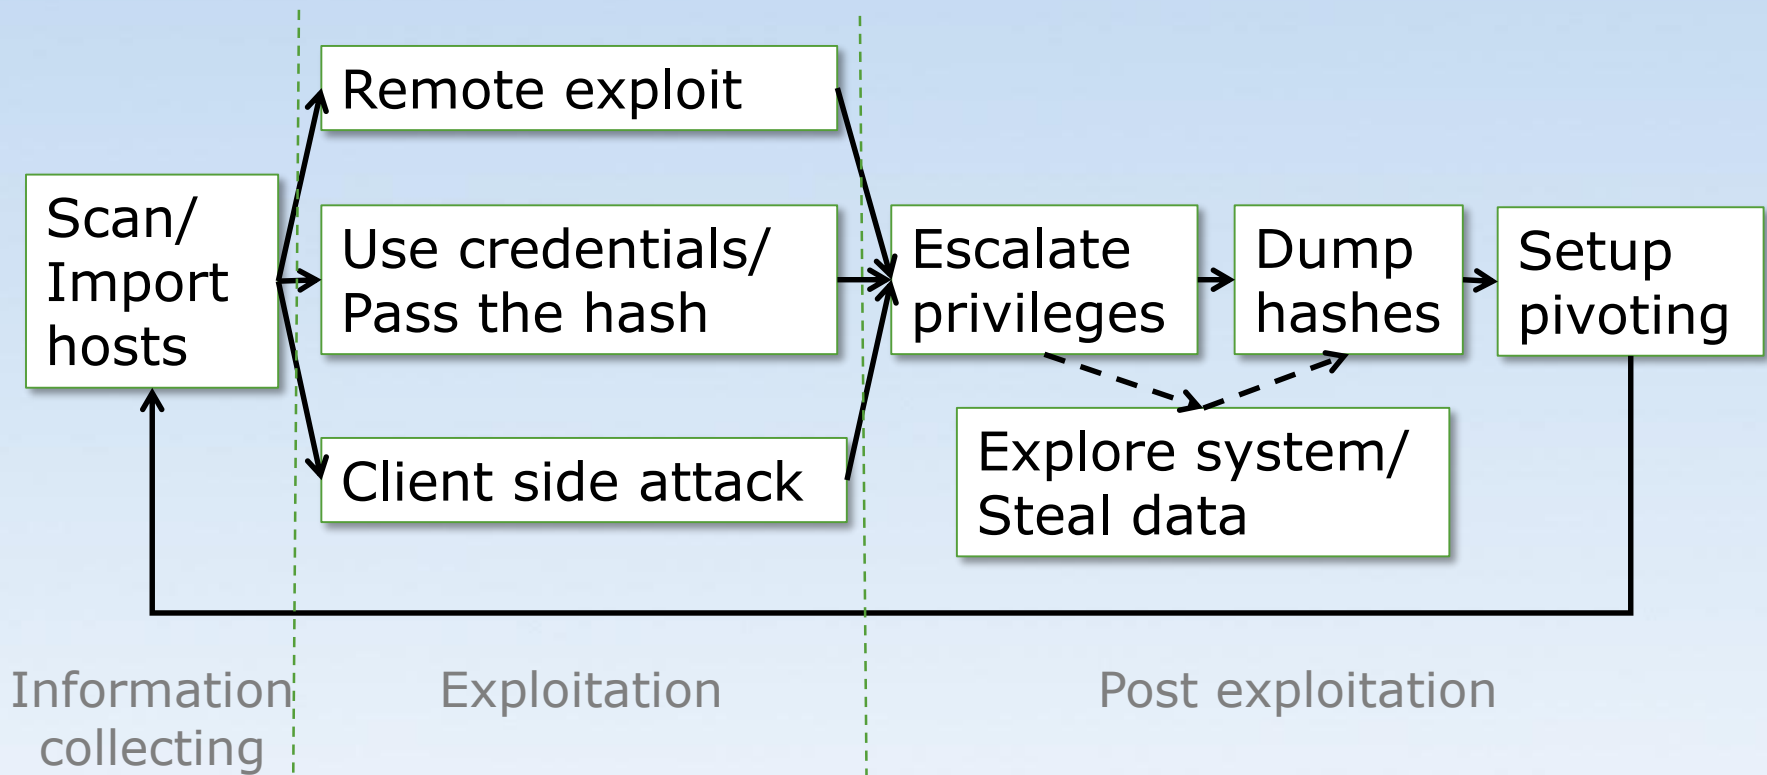 Remote exploit
Scan/
Import
hosts
Use credentials/
Pass the hash
Client side attack
Escalate
privileges
Dump
hashes
Setup
pivoting
Explore system/
Steal data
Information
collecting
Exploitation
Post exploitation